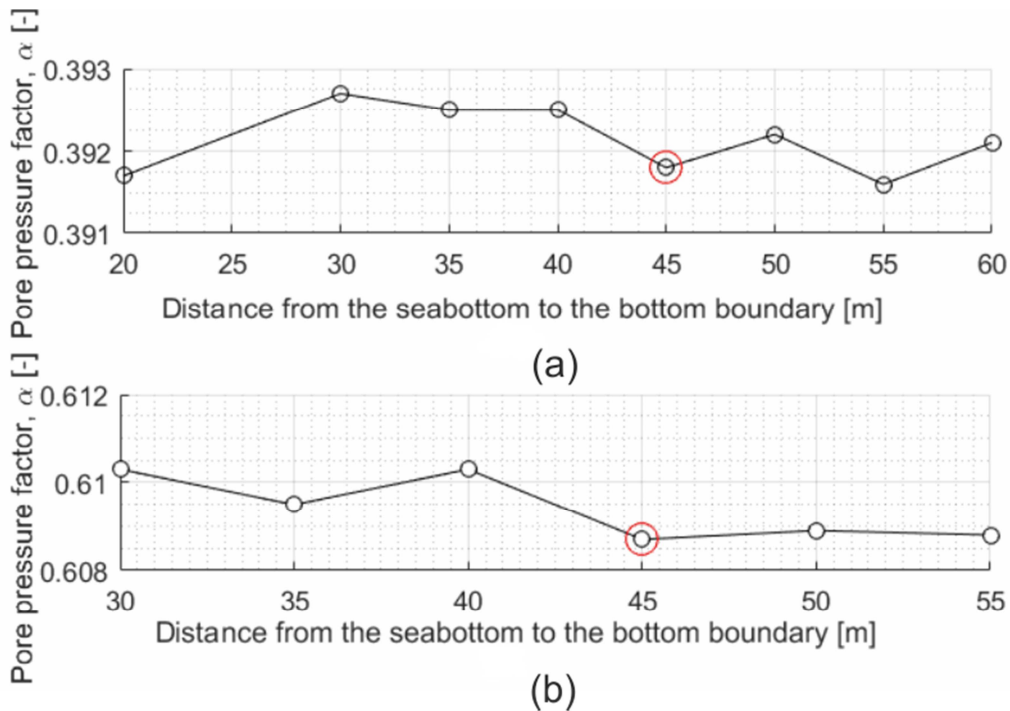 Pore pressure factor, α [-]
0.393
0.392
0.391
20 25 30 35 40 45 50 55 60
Distance from the seabottom to the bottom boundary [m]
(a)
Pore pressure factor, α [-]
0.612
0.61
0.608
30 35 40 45 50 55
Distance from the seabottom to the bottom boundary [m]
(b)